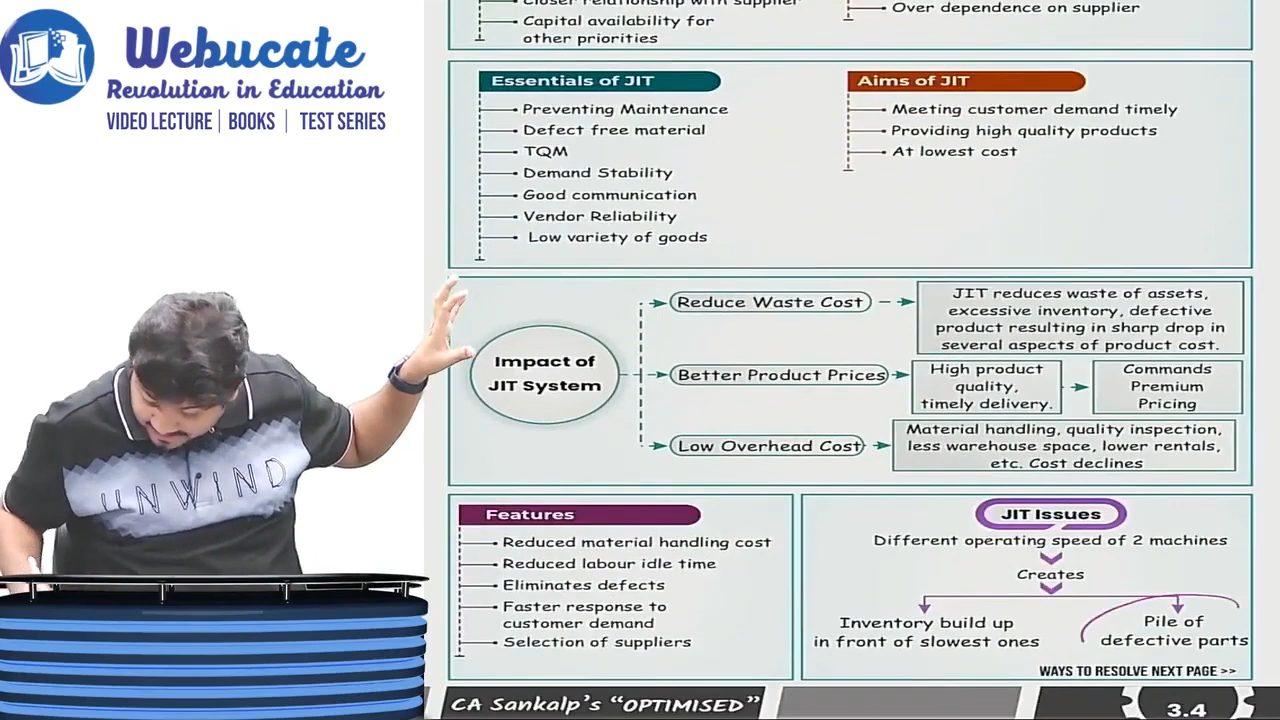 Webucate
Revolution in Education
VIDEO LECTURE | BOOKS | TEST SERIES
Closer relationship with supplier
Capital availability for
other priorities
Over dependence on supplier
Essentials of JIT
Preventing Maintenance
Defect free material
TQM
Demand Stability
Good communication
Vendor Reliability
Low variety of goods
Aims of JIT
Meeting customer demand timely
Providing high quality products
At lowest cost
Impact of
JIT System
Reduce Waste Cost
JIT reduces waste of assets,
excessive inventory, defective
product resulting in sharp drop in
several aspects of product cost.
Better Product Prices
High product
quality,
timely delivery.
Commands
Premium
Pricing
Low Overhead Cost
Material handling, quality inspection,
less warehouse space, lower rentals,
etc. Cost declines
Features
Reduced material handling cost
Reduced labour idle time
Eliminates defects
Faster response to
customer demand
Selection of suppliers
JIT Issues
Different operating speed of 2 machines
Creates
Inventory build up
in front of slowest ones
Pile of
defective parts
WAYS TO RESOLVE NEXT PAGE >>
CA Sankalp's "OPTIMISED"
3.4
UNWIND